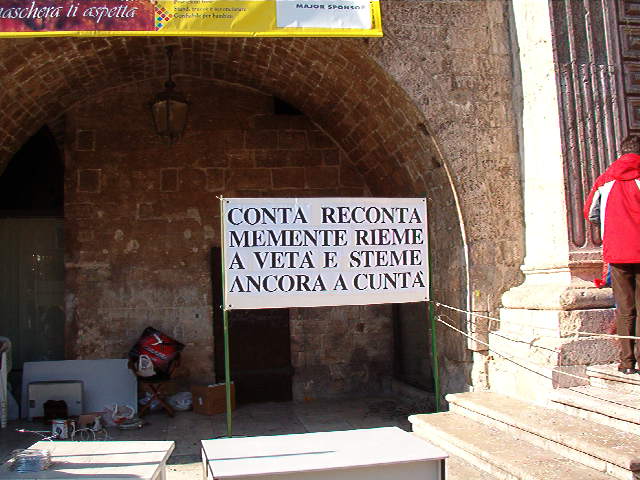 maschera ti aspetta
MAJOR SPONSOR
CONTA RECONTA
MEMENTE RIEME
A VETA' E STEME
ANCORA A CUNTA'